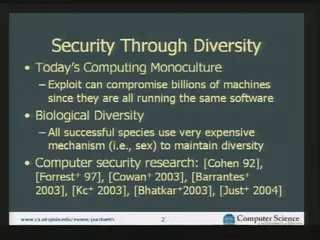 Security Through Diversity
• Today's Computing Monoculture
– Exploit can compromise billions of machines
since they are all running the same software
• Biological Diversity
– All successful species use very expensive
mechanism (i.e., sex) to maintain diversity
• Computer security research: [Cohen 92],
[Forrest+ 97], [Cowan+ 2003], [Barrantes+
2003], [Kc+ 2003], [Bhatkar+2003], [Just+ 2004]
2
Computer Science